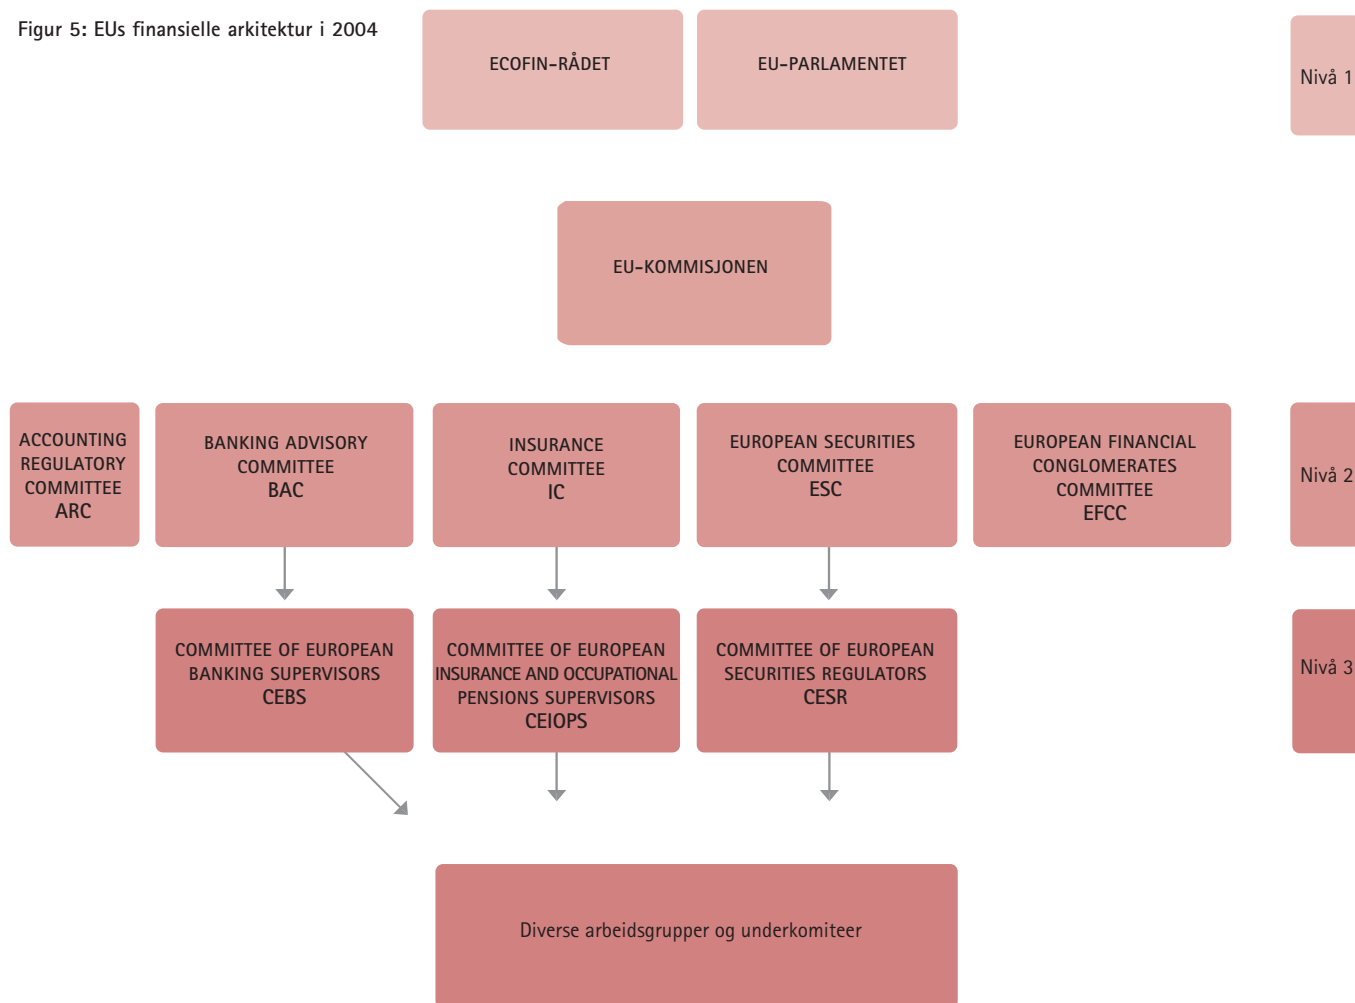 Figur 5: EUs finansielle arkitektur i 2004
ECOFIN-RÅDET
EU-PARLAMENTET
Nivå 1
EU-KOMMISJONEN
ACCOUNTING
REGULATORY
COMMITTEE
ARC
BANKING ADVISORY
COMMITTEE
BAC
INSURANCE
COMMITTEE
IC
EUROPEAN SECURITIES
COMMITTEE
ESC
EUROPEAN FINANCIAL
CONGLOMERATES
COMMITTEE
EFCC
Nivå 2
COMMITTEE OF EUROPEAN
BANKING SUPERVISORS
CEBS
COMMITTEE OF EUROPEAN
INSURANCE AND OCCUPATIONAL
PENSIONS SUPERVISORS
CEIOPS
COMMITTEE OF EUROPEAN
SECURITIES REGULATORS
CESR
Nivå 3
Diverse arbeidsgrupper og underkomiteer